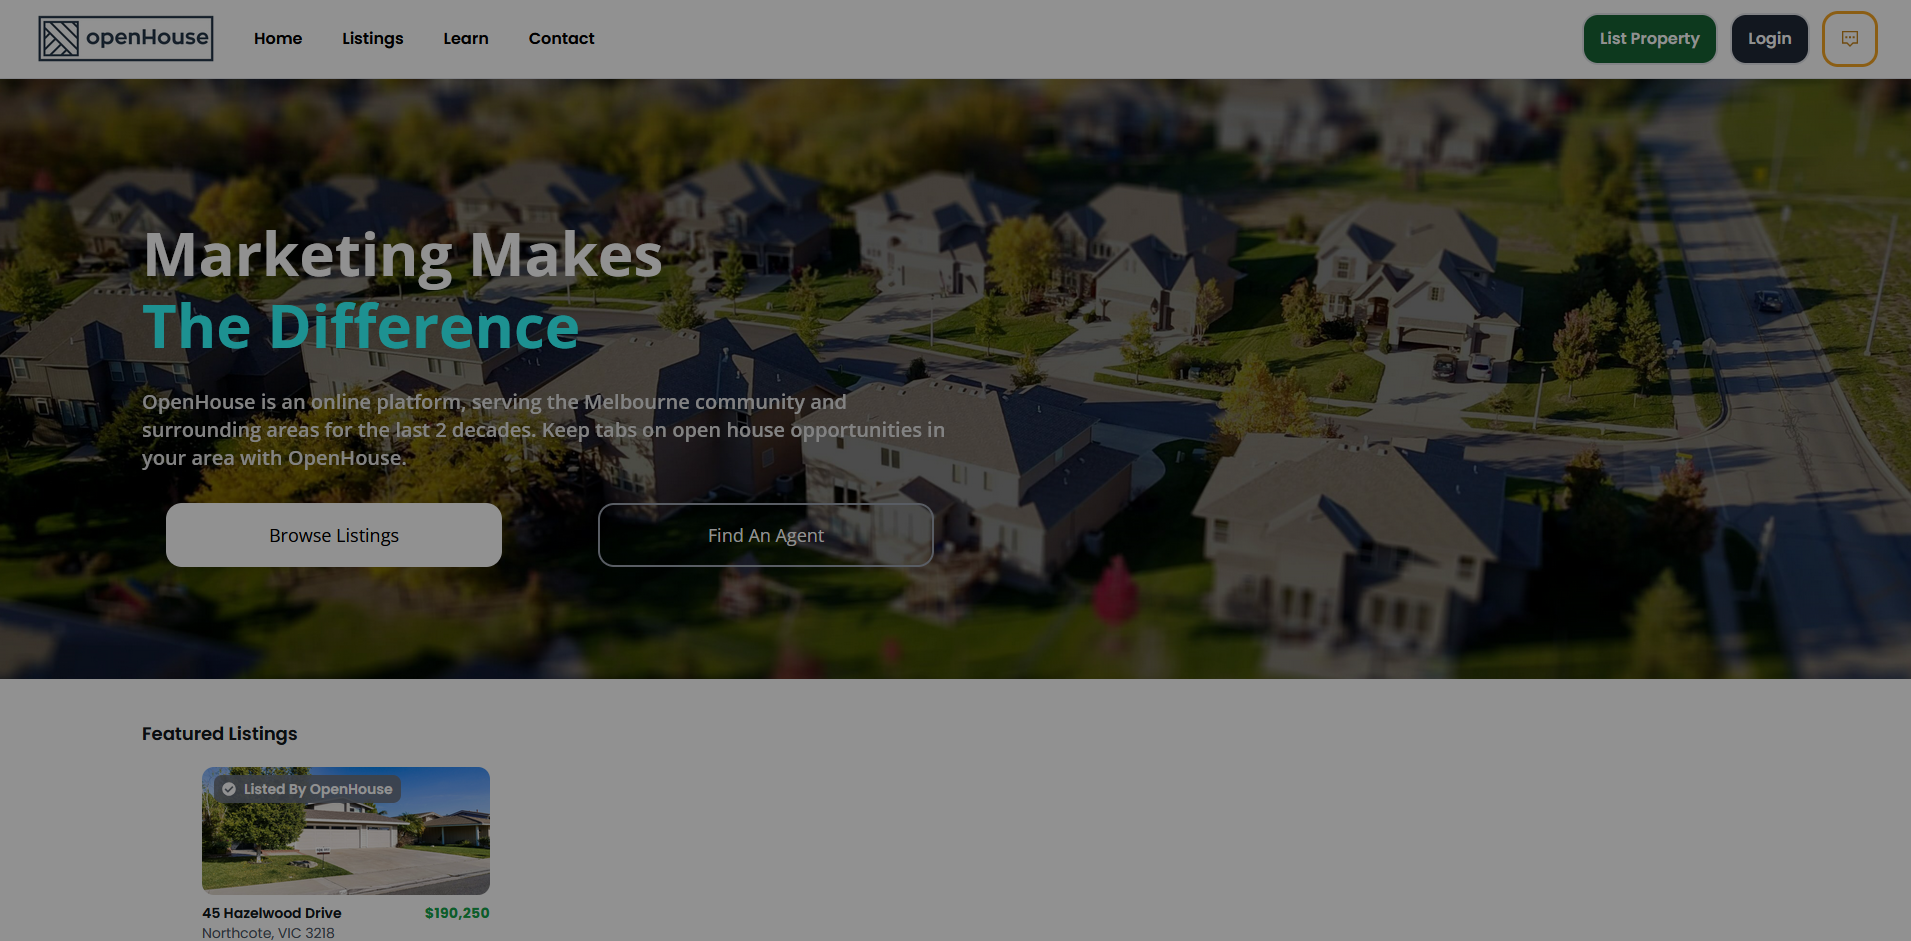 openHouse
Home
Listings
Learn
Contact
List Property
Login
Marketing Makes
The Difference
OpenHouse is an online platform, serving the Melbourne community and
surrounding areas for the last 2 decades. Keep tabs on open house opportunities in
your area with OpenHouse.
Browse Listings
Find An Agent
Featured Listings
Listed By OpenHouse
45 Hazelwood Drive
$190,250
Northcote, VIC 3218